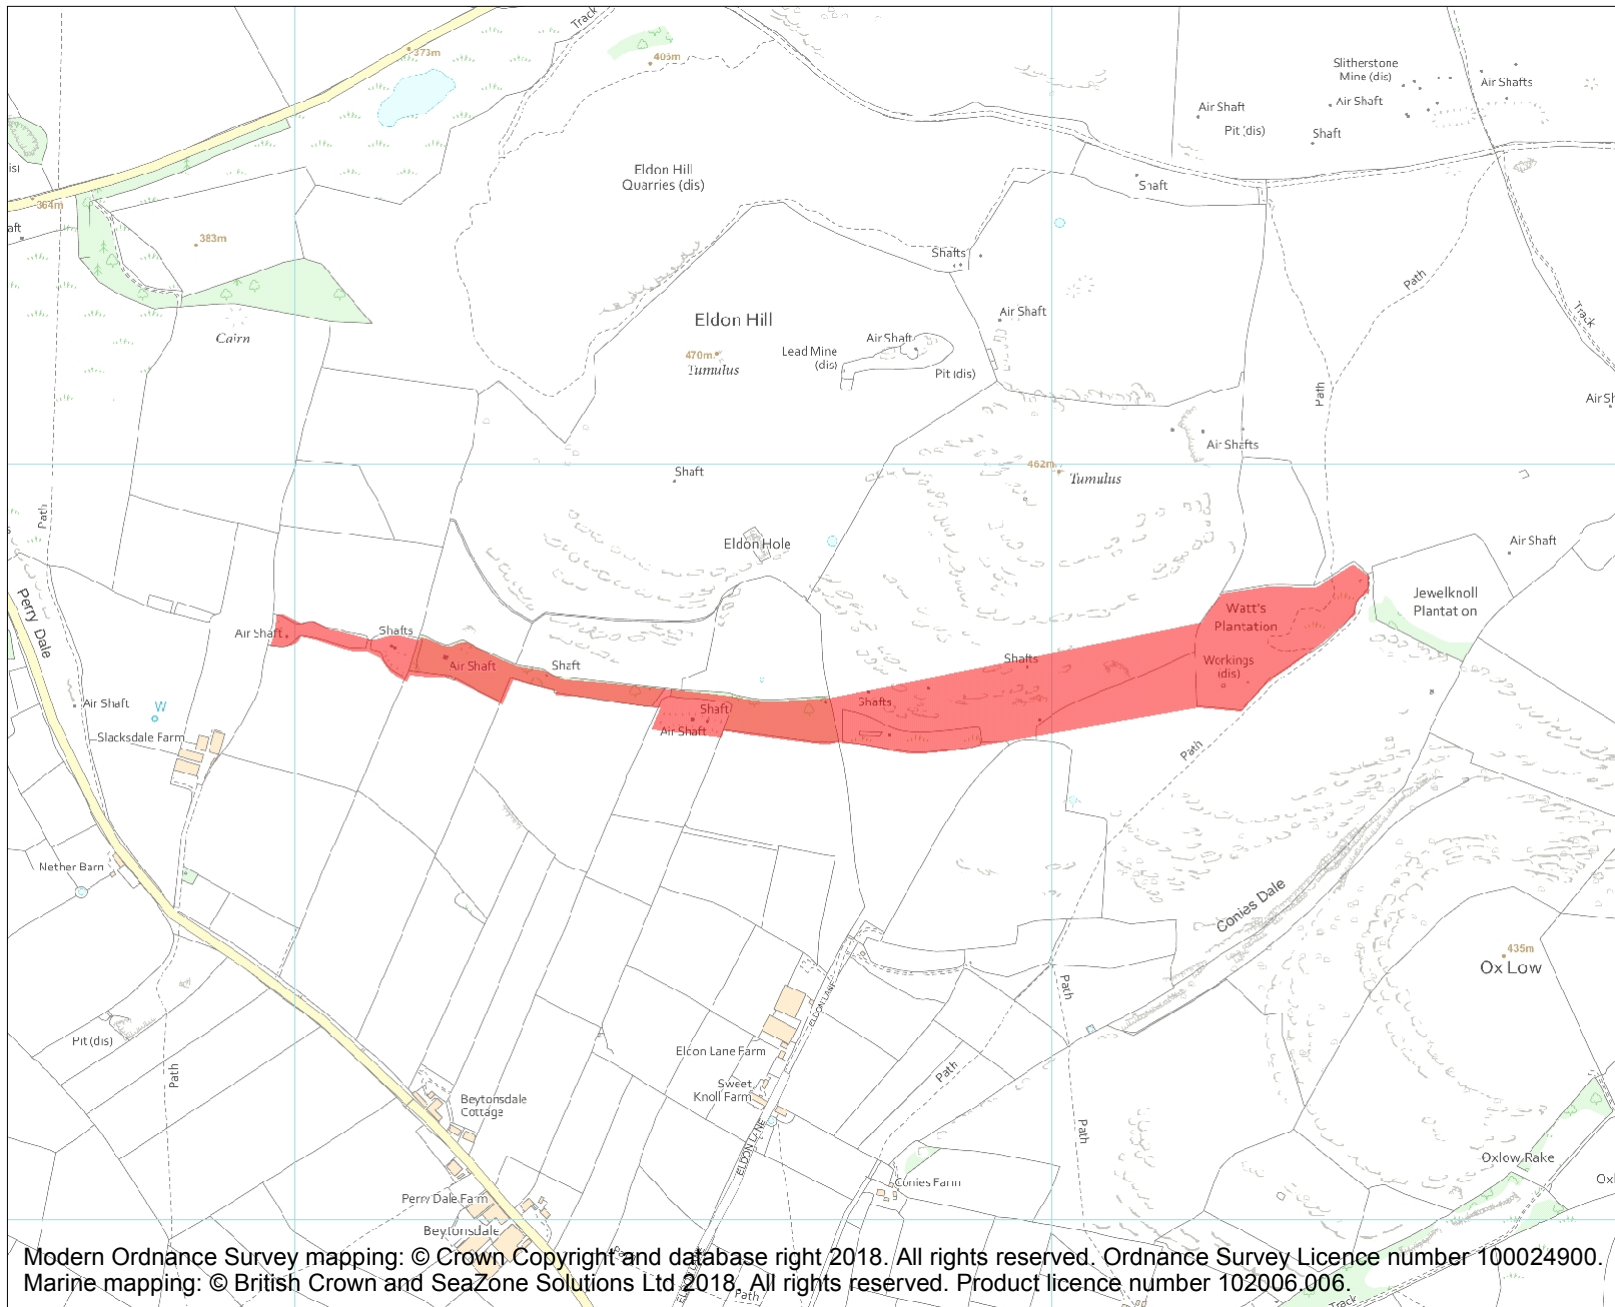 Track
373m
405m
Slitherstone
Mine (dis)
Air Shafts
Air Shaft
Air Shaft
Pit (dis)
Shaft
Eldon Hill
Quarries (dis)
Shaft
364m
383m
Shafts
Path
Track
Cairn
Eldon Hill
Air Shaft
470m
Tumulus
Lead Mine
(dis)
Air Shaft
Pit (dis)
Path
Air Shafts
462m
Tumulus
Shaft
Path
Eldon Hole
Air Shaft
Perry Dale
Jewelknoll
Plantation
Watt's
Plantation
Air Shaft
Shafts
Air Shaft
Shaft
Shafts
Workings
(dis)
Air Shaft
W
Slacksdale Farm
Shaft
Air Shaft
Shafts
Path
Nether Barn
Conies Dale
435m
Ox Low
Path
ELDON LANE
Pit (dis)
Eldon Lane Farm
Path
Path
Sweet
Knoll Farm
Beytonsdale
Cottage
Path
ELDON LANE
Oxlow Rake
Conies Farm
Perry Dale Farm
Beytonsdale
Path
Modern Ordnance Survey mapping: © Crown Copyright and database right 2018. All rights reserved. Ordnance Survey Licence number 100024900.
Marine mapping: © British Crown and SeaZone Solutions Ltd 2018. All rights reserved. Product licence number 102006.006.
Path
Track